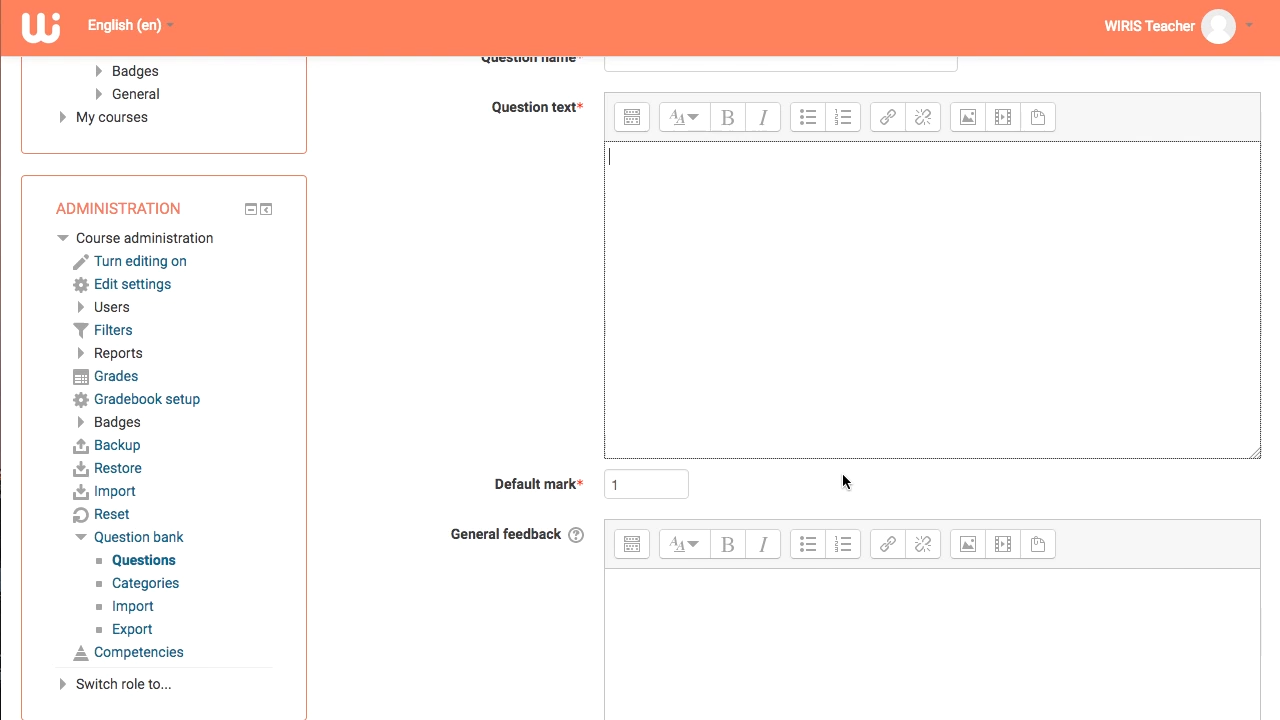 English (en)
WIRIS Teacher
Badges
General
My courses
ADMINISTRATION
Course administration
Turn editing on
Edit settings
Users
Filters
Reports
Grades
Gradebook setup
Badges
Backup
Restore
Import
Reset
Question bank
Questions
Categories
Import
Export
Competencies
Switch role to...
Question name*
Question text*
Default mark*
1
General feedback